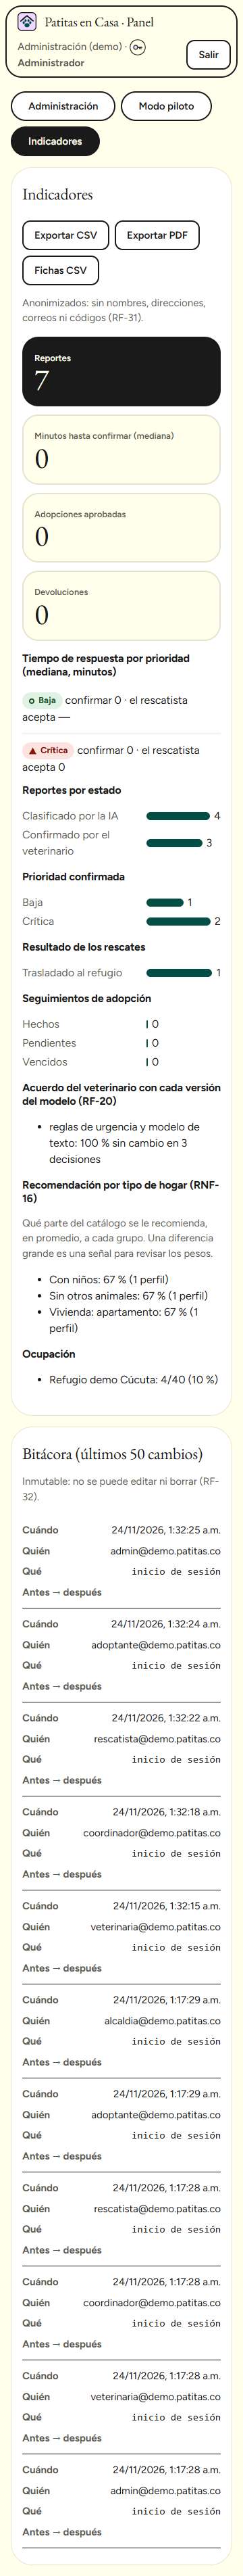 Patitas en Casa · Panel
Administración (demo) ·
Administrador
Salir
Administración
Modo piloto
Indicadores
Indicadores
Exportar CSV
Exportar PDF
Fichas CSV
Anonimizados: sin nombres, direcciones,
correos ni códigos (RF-31).
Reportes
7
Minutos hasta confirmar (mediana)
0
Adopciones aprobadas
0
Devoluciones
0
Tiempo de respuesta por prioridad
(mediana, minutos)
Baja confirmar 0 · el rescatista
acepta —
Crítica confirmar 0 · el rescatista
acepta 0
Reportes por estado
Clasificado por la IA 4
Confirmado por el
veterinario 3
Prioridad confirmada
Baja 1
Crítica 2
Resultado de los rescates
Trasladado al refugio 1
Seguimientos de adopción
Hechos 0
Pendientes 0
Vencidos 0
Acuerdo del veterinario con cada versión
del modelo (RF-20)
• reglas de urgencia y modelo de
texto: 100 % sin cambio en 3
decisiones
Recomendación por tipo de hogar (RNF-
16)
Qué parte del catálogo se le recomienda,
en promedio, a cada grupo. Una diferencia
grande es una señal para revisar los pesos.
• Con niños: 67 % (1 perfil)
• Sin otros animales: 67 % (1 perfil)
• Vivienda: apartamento: 67 % (1
perfil)
Ocupación
• Refugio demo Cúcuta: 4/40 (10 %)
Bitácora (últimos 50 cambios)
Inmutable: no se puede editar ni borrar (RF-
32).
Cuándo 24/11/2026, 1:32:25 a.m.
Quién admin@demo.patitas.co
Qué inicio de sesión
Antes → después
Cuándo 24/11/2026, 1:32:24 a.m.
Quién adoptante@demo.patitas.co
Qué inicio de sesión
Antes → después
Cuándo 24/11/2026, 1:32:22 a.m.
Quién rescatista@demo.patitas.co
Qué inicio de sesión
Antes → después
Cuándo 24/11/2026, 1:32:18 a.m.
Quién coordinador@demo.patitas.co
Qué inicio de sesión
Antes → después
Cuándo 24/11/2026, 1:32:15 a.m.
Quién veterinaria@demo.patitas.co
Qué inicio de sesión
Antes → después
Cuándo 24/11/2026, 1:17:29 a.m.
Quién alcaldia@demo.patitas.co
Qué inicio de sesión
Antes → después
Cuándo 24/11/2026, 1:17:29 a.m.
Quién adoptante@demo.patitas.co
Qué inicio de sesión
Antes → después
Cuándo 24/11/2026, 1:17:28 a.m.
Quién rescatista@demo.patitas.co
Qué inicio de sesión
Antes → después
Cuándo 24/11/2026, 1:17:28 a.m.
Quién coordinador@demo.patitas.co
Qué inicio de sesión
Antes → después
Cuándo 24/11/2026, 1:17:28 a.m.
Quién veterinaria@demo.patitas.co
Qué inicio de sesión
Antes → después
Cuándo 24/11/2026, 1:17:28 a.m.
Quién admin@demo.patitas.co
Qué inicio de sesión
Antes → después